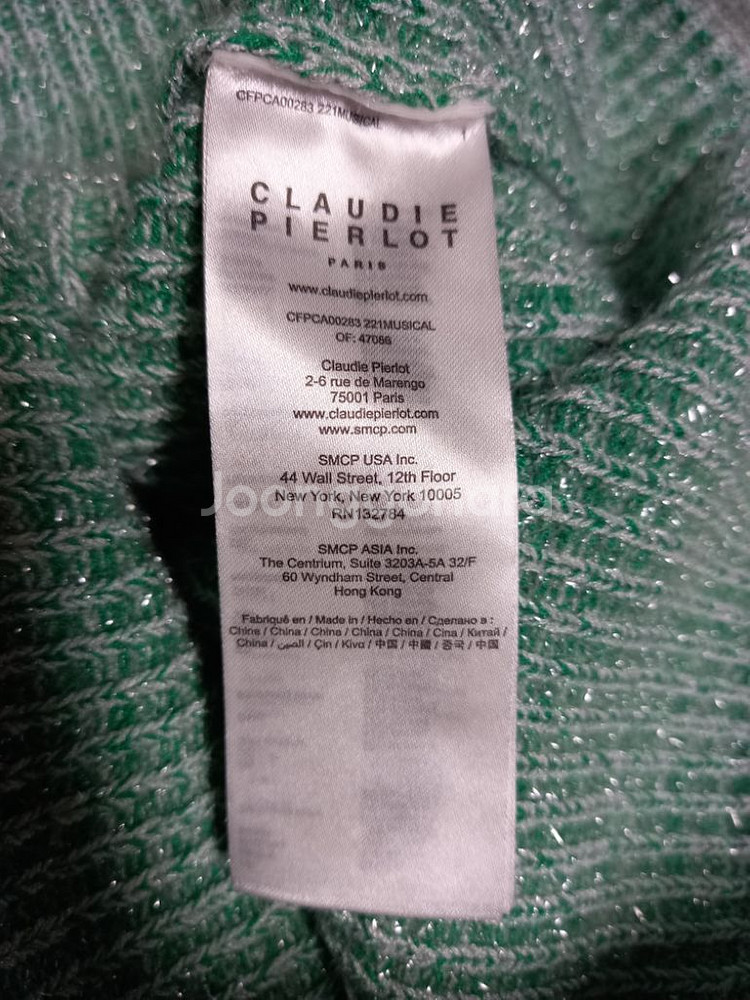 CFPCA00283 221MUSICAL
CLAUDIE
PIERLOT
PARIS
www.claudiepierlot.com
CFPCA00283 221MUSICAL
OF: 47086
Claudie Pierlot
2-6 rue de Marengo
75001 Paris
www.claudiepierlot.com
www.smcp.com
SMCP USA Inc.
44 Wall Street, 12th Floor
Joongonara
New York, New York 10005
RN132784
SMCP ASIA Inc.
The Centrium, Suite 3203A-5A 32/F
60 Wyndham Street, Central
Hong Kong
Fabriqué en / Made in / Hecho en / Сделано в :
China / China / China / China / China / Cina / Китай /
China / الصين / Çin / Κίνα / 中国 / 中國 / 중국 / 中国